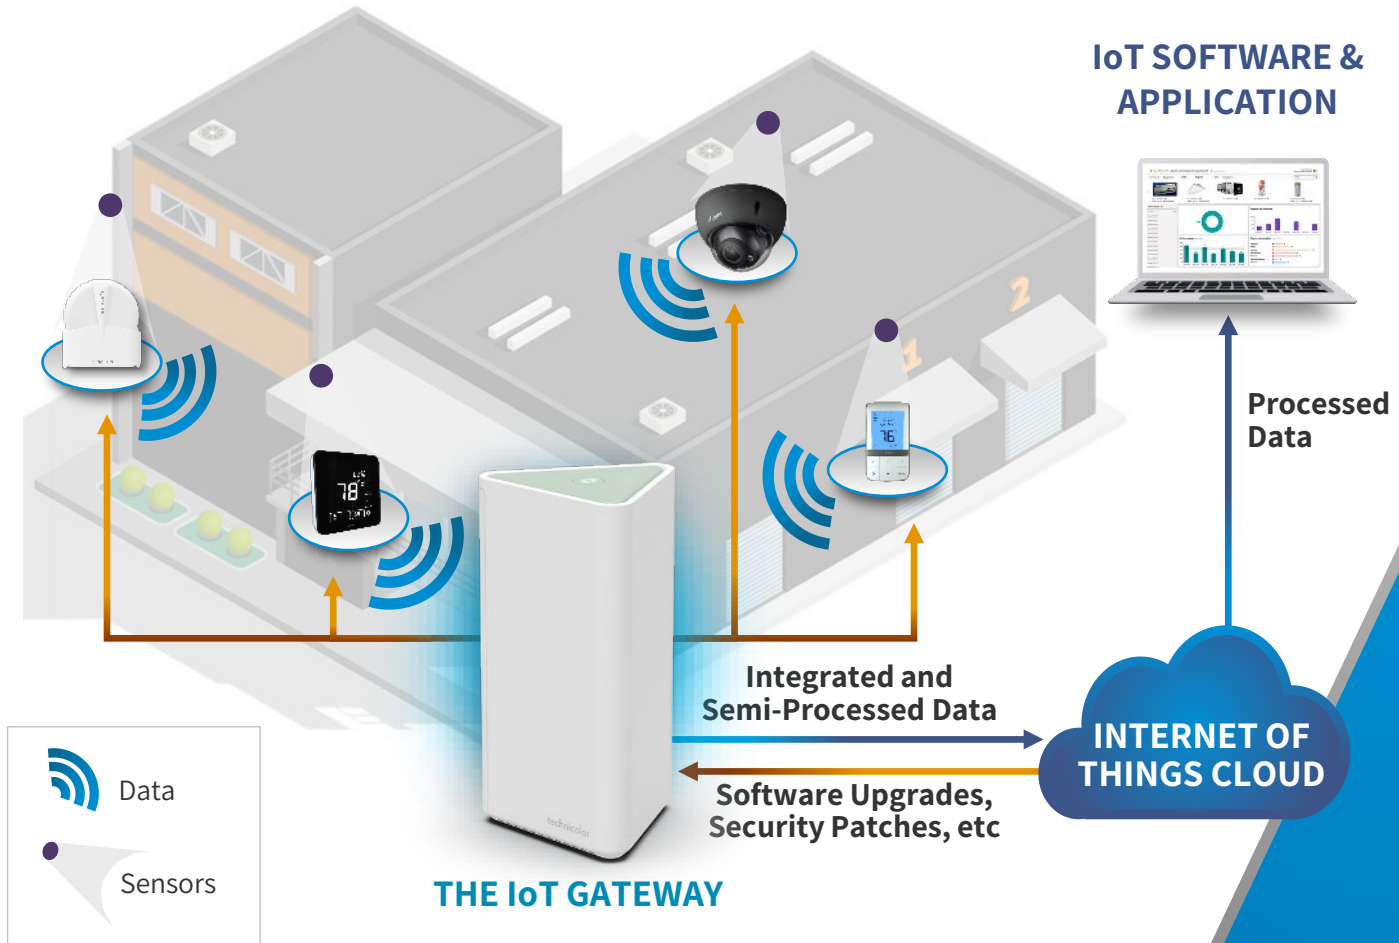 IoT SOFTWARE &
APPLICATION
2
1
76
78
Processed
Data
Integrated and
Semi-Processed Data
INTERNET OF
THINGS CLOUD
Software Upgrades,
Security Patches, etc
technicolor
THE IoT GATEWAY
Data
Sensors